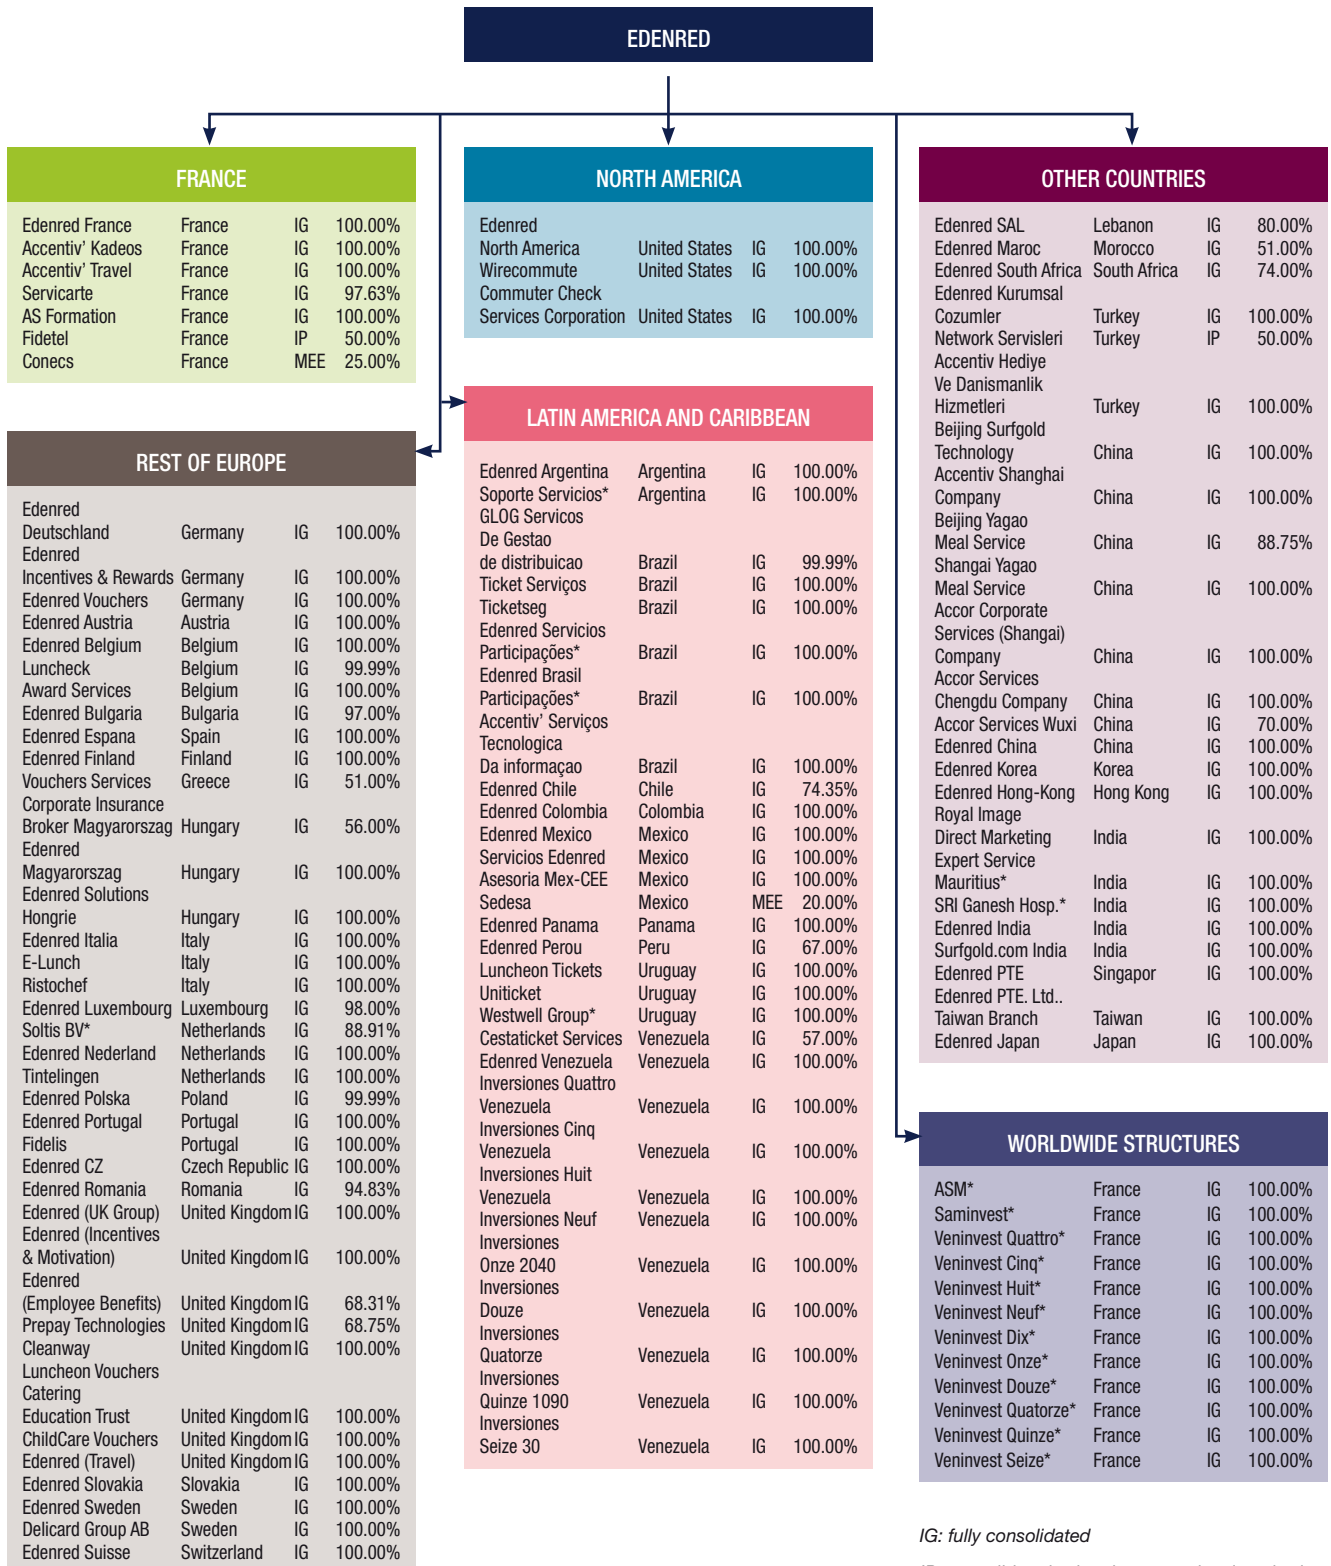 EDENRED
FRANCE
Edenred France France IG 100.00%
Accentiv’ Kadeos France IG 100.00%
Accentiv’ Travel France IG 100.00%
Servicarte France IG 97.63%
AS Formation France IG 100.00%
Fidetel France IP 50.00%
Conecs France MEE 25.00%
REST OF EUROPE
Edenred
Deutschland Germany IG 100.00%
Edenred
Incentives & Rewards Germany IG 100.00%
Edenred Vouchers Germany IG 100.00%
Edenred Austria Austria IG 100.00%
Edenred Belgium Belgium IG 100.00%
Luncheck Belgium IG 99.99%
Award Services Belgium IG 100.00%
Edenred Bulgaria Bulgaria IG 97.00%
Edenred Espana Spain IG 100.00%
Edenred Finland Finland IG 100.00%
Vouchers Services Greece IG 51.00%
Corporate Insurance
Broker Magyarorszag Hungary IG 56.00%
Edenred
Magyarorszag Hungary IG 100.00%
Edenred Solutions
Hongrie Hungary IG 100.00%
Edenred Italia Italy IG 100.00%
E-Lunch Italy IG 100.00%
Ristochef Italy IG 100.00%
Edenred Luxembourg Luxembourg IG 98.00%
Soltis BV* Netherlands IG 88.91%
Edenred Nederland Netherlands IG 100.00%
Tintelingen Netherlands IG 100.00%
Edenred Polska Poland IG 99.99%
Edenred Portugal Portugal IG 100.00%
Fidelis Portugal IG 100.00%
Edenred CZ Czech Republic IG 100.00%
Edenred Romania Romania IG 94.83%
Edenred (UK Group) United Kingdom IG 100.00%
Edenred (Incentives
& Motivation) United Kingdom IG 100.00%
Edenred
(Employee Benefits) United Kingdom IG 68.31%
Prepay Technologies United Kingdom IG 68.75%
Cleanway United Kingdom IG 100.00%
Luncheon Vouchers
Catering
Education Trust United Kingdom IG 100.00%
ChildCare Vouchers United Kingdom IG 100.00%
Edenred (Travel) United Kingdom IG 100.00%
Edenred Slovakia Slovakia IG 100.00%
Edenred Sweden Sweden IG 100.00%
Delicard Group AB Sweden IG 100.00%
Edenred Suisse Switzerland IG 100.00%
NORTH AMERICA
Edenred
North America United States IG 100.00%
Wirecommute United States IG 100.00%
Commuter Check
Services Corporation United States IG 100.00%
LATIN AMERICA AND CARIBBEAN
Edenred Argentina Argentina IG 100.00%
Soporte Servicios* Argentina IG 100.00%
GLOG Servicos
De Gestao
de distribuicao Brazil IG 99.99%
Ticket Serviços Brazil IG 100.00%
Ticketseg Brazil IG 100.00%
Edenred Servicios
Participações* Brazil IG 100.00%
Edenred Brasil
Participações* Brazil IG 100.00%
Accentiv’ Serviços
Tecnologica
Da informaçao Brazil IG 100.00%
Edenred Chile Chile IG 74.35%
Edenred Colombia Colombia IG 100.00%
Edenred Mexico Mexico IG 100.00%
Servicios Edenred Mexico IG 100.00%
Asesoria Mex-CEE Mexico IG 100.00%
Sedesa Mexico MEE 20.00%
Edenred Panama Panama IG 100.00%
Edenred Perou Peru IG 67.00%
Luncheon Tickets Uruguay IG 100.00%
Uniticket Uruguay IG 100.00%
Westwell Group* Uruguay IG 100.00%
Cestaticket Services Venezuela IG 57.00%
Edenred Venezuela Venezuela IG 100.00%
Inversiones Quattro
Venezuela Venezuela IG 100.00%
Inversiones Cinq
Venezuela Venezuela IG 100.00%
Inversiones Huit
Venezuela Venezuela IG 100.00%
Inversiones Neuf Venezuela IG 100.00%
Inversiones
Onze 2040 Venezuela IG 100.00%
Inversiones
Douze Venezuela IG 100.00%
Inversiones
Quatorze Venezuela IG 100.00%
Inversiones
Quinze 1090 Venezuela IG 100.00%
Inversiones
Seize 30 Venezuela IG 100.00%
OTHER COUNTRIES
Edenred SAL Lebanon IG 80.00%
Edenred Maroc Morocco IG 51.00%
Edenred South Africa South Africa IG 74.00%
Edenred Kurumsal
Cozumler Turkey IG 100.00%
Network Servisleri Turkey IP 50.00%
Accentiv Hediye
Ve Danismanlik
Hizmetleri Turkey IG 100.00%
Beijing Surfgold
Technology China IG 100.00%
Accentiv Shanghai
Company China IG 100.00%
Beijing Yagao
Meal Service China IG 88.75%
Shangai Yagao
Meal Service China IG 100.00%
Accor Corporate
Services (Shangai)
Company China IG 100.00%
Accor Services
Chengdu Company China IG 100.00%
Accor Services Wuxi China IG 70.00%
Edenred China China IG 100.00%
Edenred Korea Korea IG 100.00%
Edenred Hong-Kong Hong Kong IG 100.00%
Royal Image
Direct Marketing India IG 100.00%
Expert Service
Mauritius* India IG 100.00%
SRI Ganesh Hosp.* India IG 100.00%
Edenred India India IG 100.00%
Surfgold.com India India IG 100.00%
Edenred PTE Singapor IG 100.00%
Edenred PTE. Ltd..
Taiwan Branch Taiwan IG 100.00%
Edenred Japan Japan IG 100.00%
WORLDWIDE STRUCTURES
ASM* France IG 100.00%
Saminvest* France IG 100.00%
Veninvest Quattro* France IG 100.00%
Veninvest Cinq* France IG 100.00%
Veninvest Huit* France IG 100.00%
Veninvest Neuf* France IG 100.00%
Veninvest Dix* France IG 100.00%
Veninvest Onze* France IG 100.00%
Veninvest Douze* France IG 100.00%
Veninvest Quatorze* France IG 100.00%
Veninvest Quinze* France IG 100.00%
Veninvest Seize* France IG 100.00%
IG: fully consolidated